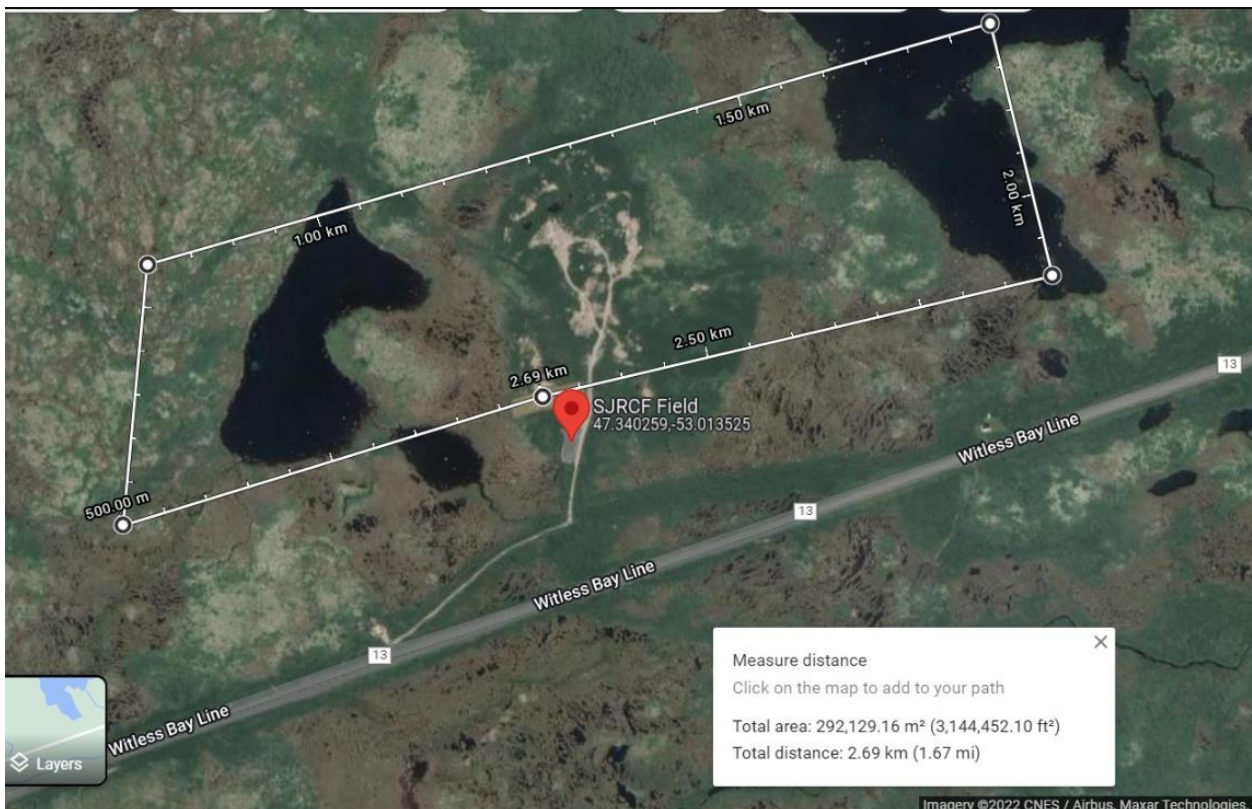 1.50 km
1.00 km
2.00 km
2.50 km
2.69 km
SJRCF Field
47.340259,-53.013525
500.00 m
13
Witless Bay Line
13
Witless Bay Line
13
Witless Bay Line
Layers
Measure distance
Click on the map to add to your path
Total area: 292,129.16 m² (3,144,452.10 ft²)
Total distance: 2.69 km (1.67 mi)
Imagery ©2022 CNES / Airbus, Maxar Technologies